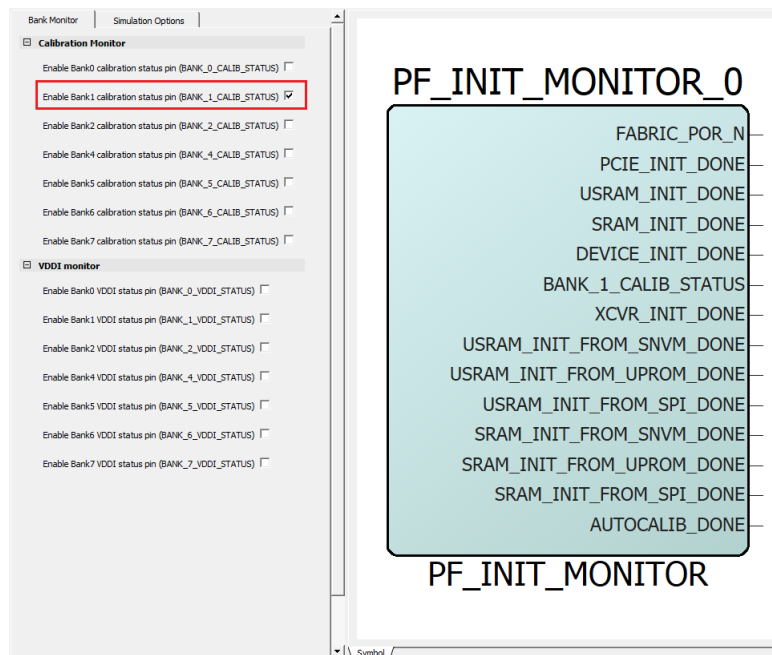 Bank Monitor
Simulation Options
Calibration Monitor
Enable Bank0 calibration status pin (BANK_0_CALIB_STATUS)
Enable Bank1 calibration status pin (BANK_1_CALIB_STATUS)
Enable Bank2 calibration status pin (BANK_2_CALIB_STATUS)
Enable Bank4 calibration status pin (BANK_4_CALIB_STATUS)
Enable Bank5 calibration status pin (BANK_5_CALIB_STATUS)
Enable Bank6 calibration status pin (BANK_6_CALIB_STATUS)
Enable Bank7 calibration status pin (BANK_7_CALIB_STATUS)
VDDI monitor
Enable Bank0 VDDI status pin (BANK_0_VDDI_STATUS)
Enable Bank1 VDDI status pin (BANK_1_VDDI_STATUS)
Enable Bank2 VDDI status pin (BANK_2_VDDI_STATUS)
Enable Bank4 VDDI status pin (BANK_4_VDDI_STATUS)
Enable Bank5 VDDI status pin (BANK_5_VDDI_STATUS)
Enable Bank6 VDDI status pin (BANK_6_VDDI_STATUS)
Enable Bank7 VDDI status pin (BANK_7_VDDI_STATUS)
PF_INIT_MONITOR_0
FABRIC_POR_N
PCIE_INIT_DONE
USRAM_INIT_DONE
SRAM_INIT_DONE
DEVICE_INIT_DONE
BANK_1_CALIB_STATUS
XCVR_INIT_DONE
USRAM_INIT_FROM_SNVM_DONE
USRAM_INIT_FROM_UPROM_DONE
USRAM_INIT_FROM_SPI_DONE
SRAM_INIT_FROM_SNVM_DONE
SRAM_INIT_FROM_UPROM_DONE
SRAM_INIT_FROM_SPI_DONE
AUTOCALIB_DONE
PF_INIT_MONITOR
Symbol